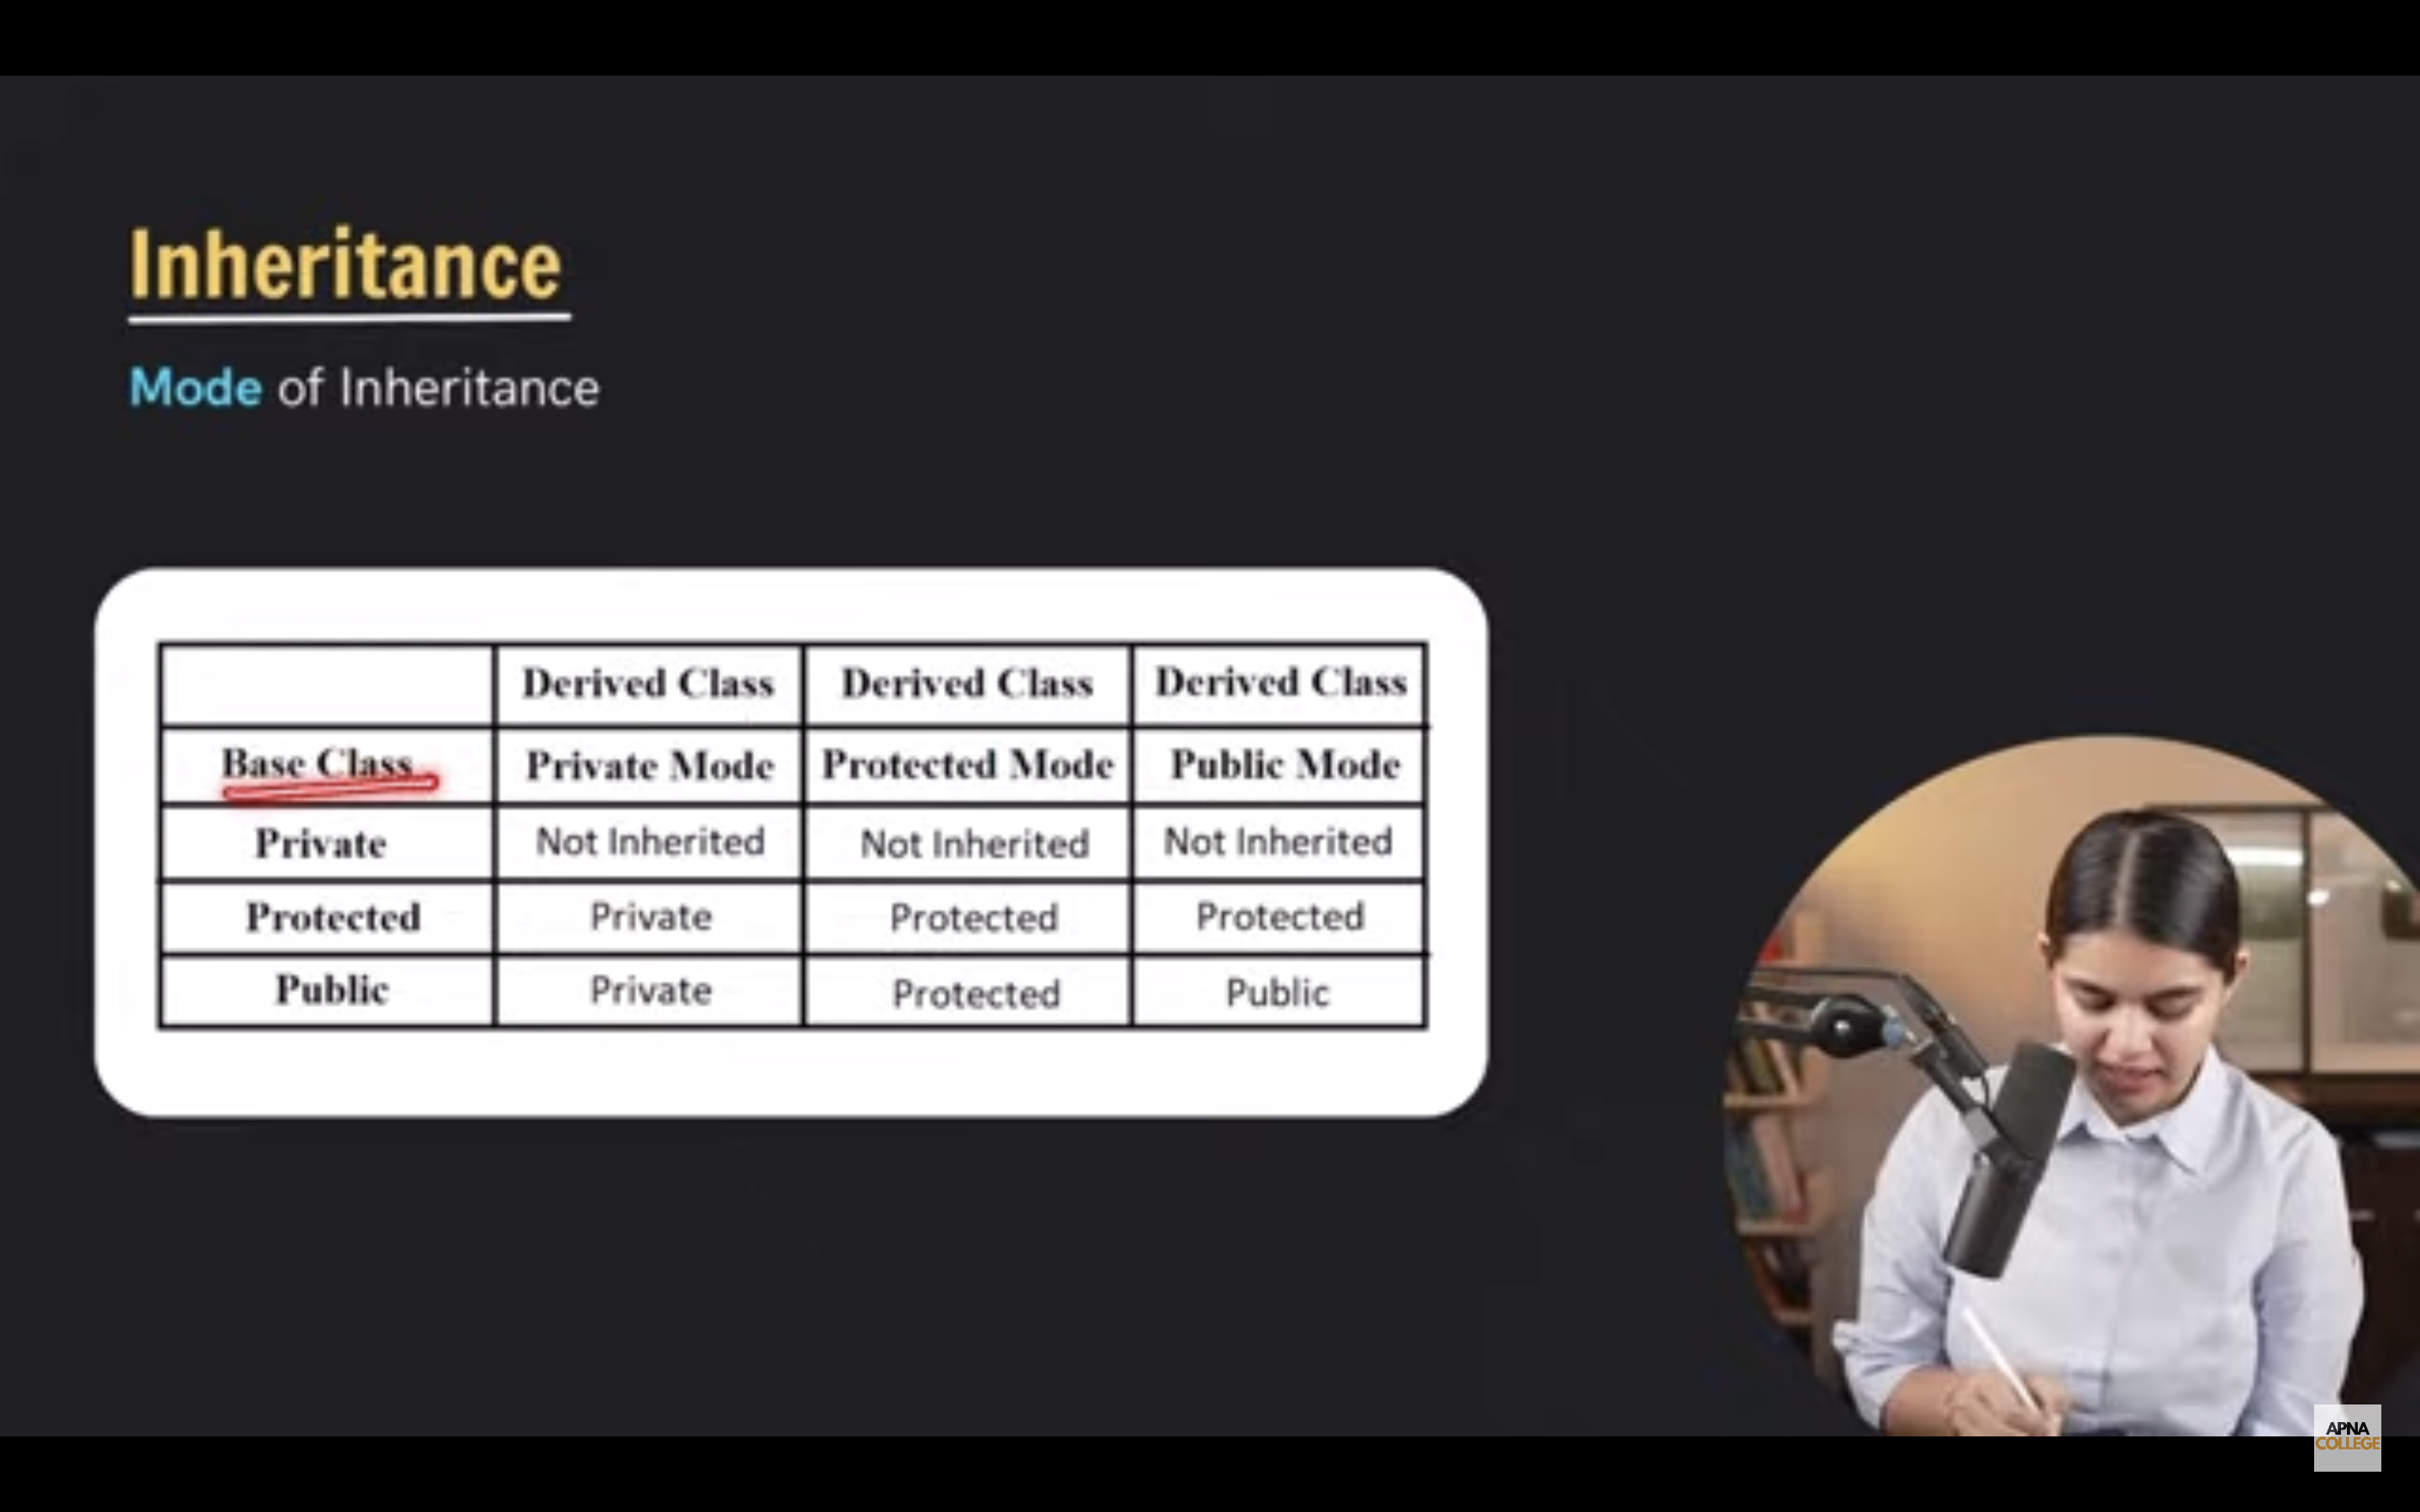 Inheritance
Mode of Inheritance
Derived Class Derived Class Derived Class
Base Class Private Mode Protected Mode Public Mode
Private Not Inherited Not Inherited Not Inherited
Protected Private Protected Protected
Public Private Protected Public
APNA
COLLEGE